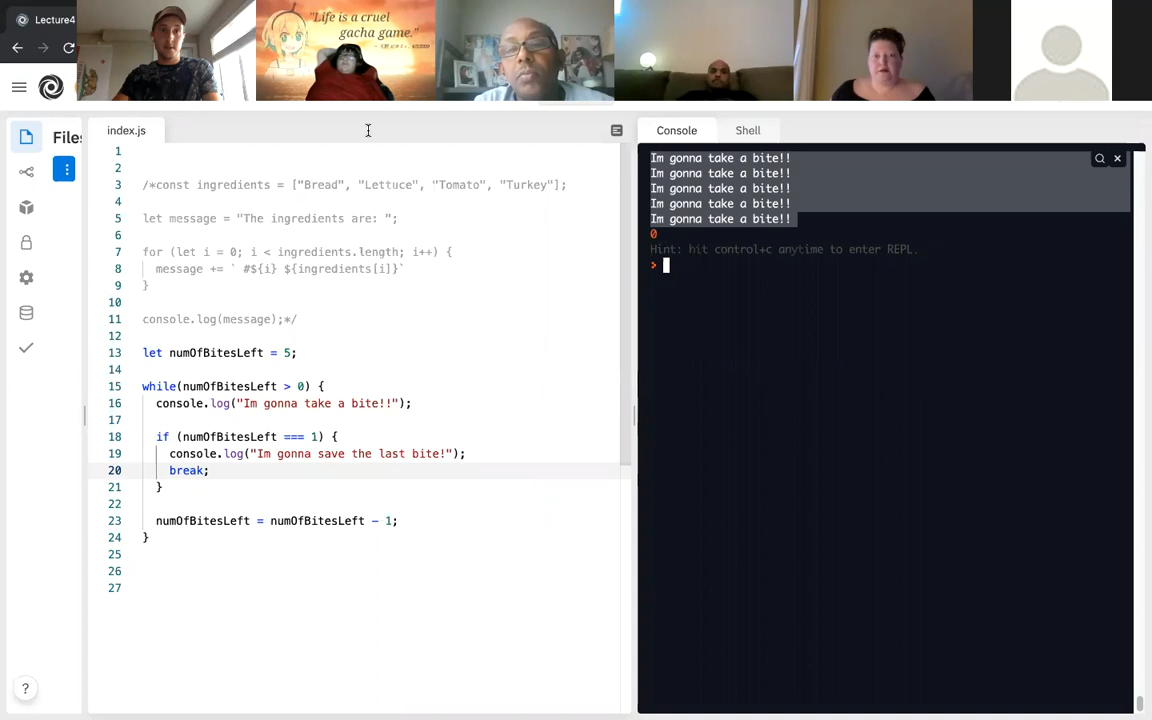 Lecture4
"Life is a cruel
gacha game."
Files
index.js
1
2
3 /*const ingredients = ["Bread", "Lettuce", "Tomato", "Turkey"];
4
5 let message = "The ingredients are: ";
6
7 for (let i = 0; i < ingredients.length; i++) {
8 message += ` #${i} ${ingredients[i]}`
9 }
10
11 console.log(message);*/
12
13 let numOfBitesLeft = 5;
14
15 while(numOfBitesLeft > 0) {
16 console.log("Im gonna take a bite!!");
17
18 if (numOfBitesLeft === 1) {
19 console.log("Im gonna save the last bite!");
20 break;
21 }
22
23 numOfBitesLeft = numOfBitesLeft - 1;
24 }
25
26
27
?
Console Shell
Im gonna take a bite!!
Im gonna take a bite!!
Im gonna take a bite!!
Im gonna take a bite!!
Im gonna take a bite!!
0
Hint: hit control+c anytime to enter REPL.
>